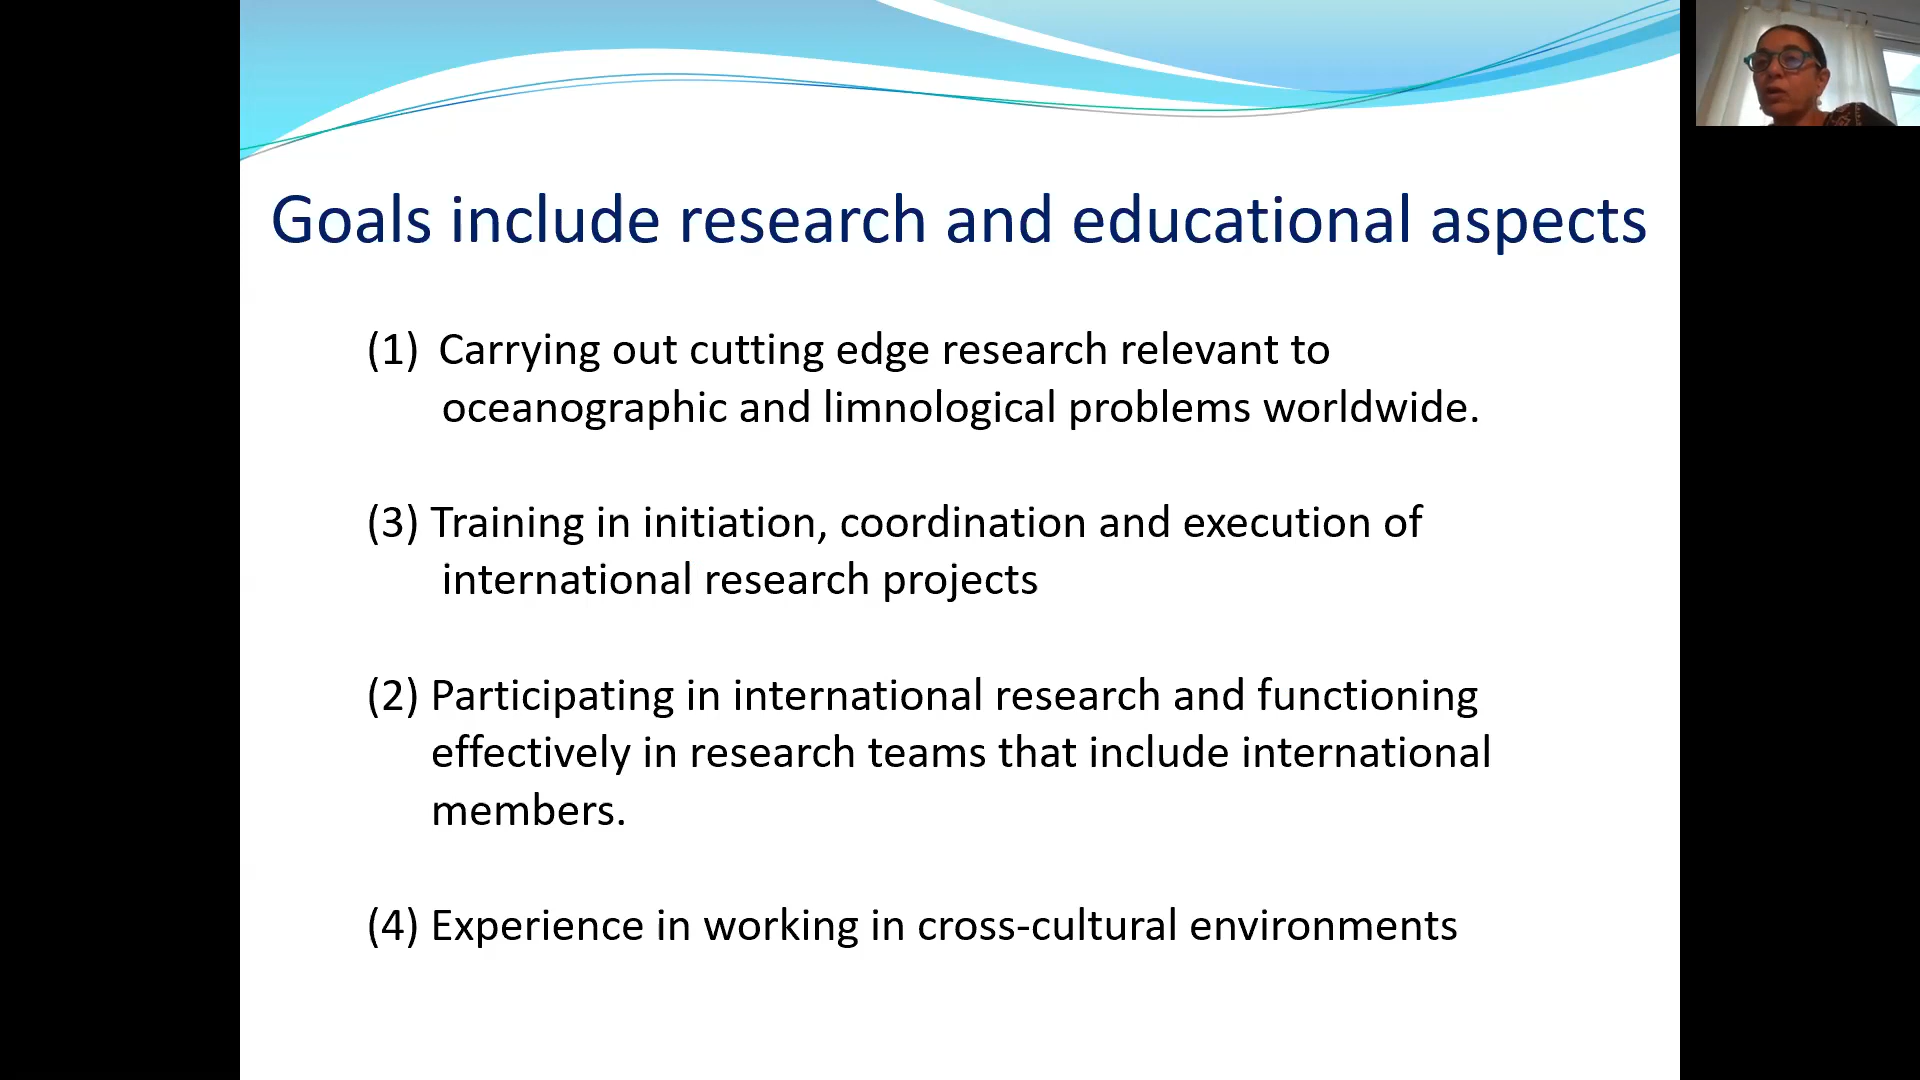 Goals include research and educational aspects
(1) Carrying out cutting edge research relevant to
oceanographic and limnological problems worldwide.
(3) Training in initiation, coordination and execution of
international research projects
(2) Participating in international research and functioning
effectively in research teams that include international
members.
(4) Experience in working in cross-cultural environments